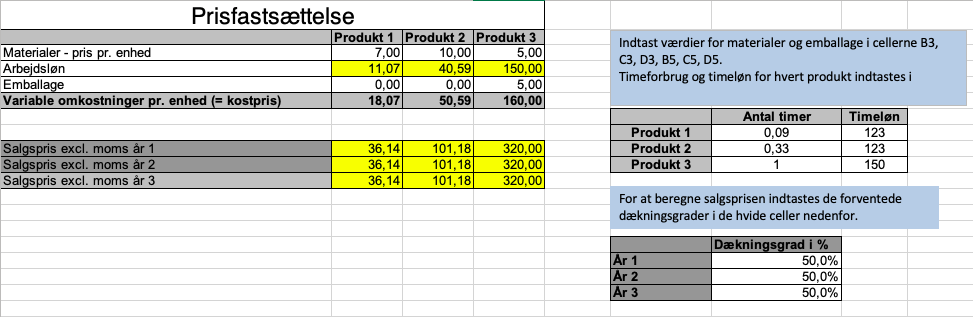 Prisfastsættelse
Produkt 1 Produkt 2 Produkt 3
Materialer - pris pr. enhed 7,00 10,00 5,00
Arbejdsløn 11,07 40,59 150,00
Emballage 0,00 0,00 5,00
Variable omkostninger pr. enhed (= kostpris) 18,07 50,59 160,00
Salgspris excl. moms år 1 36,14 101,18 320,00
Salgspris excl. moms år 2 36,14 101,18 320,00
Salgspris excl. moms år 3 36,14 101,18 320,00
Indtast værdier for materialer og emballage i cellerne B3,
C3, D3, B5, C5, D5.
Timeforbrug og timeløn for hvert produkt indtastes i
Antal timer Timeløn
Produkt 1 0,09 123
Produkt 2 0,33 123
Produkt 3 1 150
For at beregne salgsprisen indtastes de forventede
dækningsgrader i de hvide celler nedenfor.
Dækningsgrad i %
År 1 50,0%
År 2 50,0%
År 3 50,0%